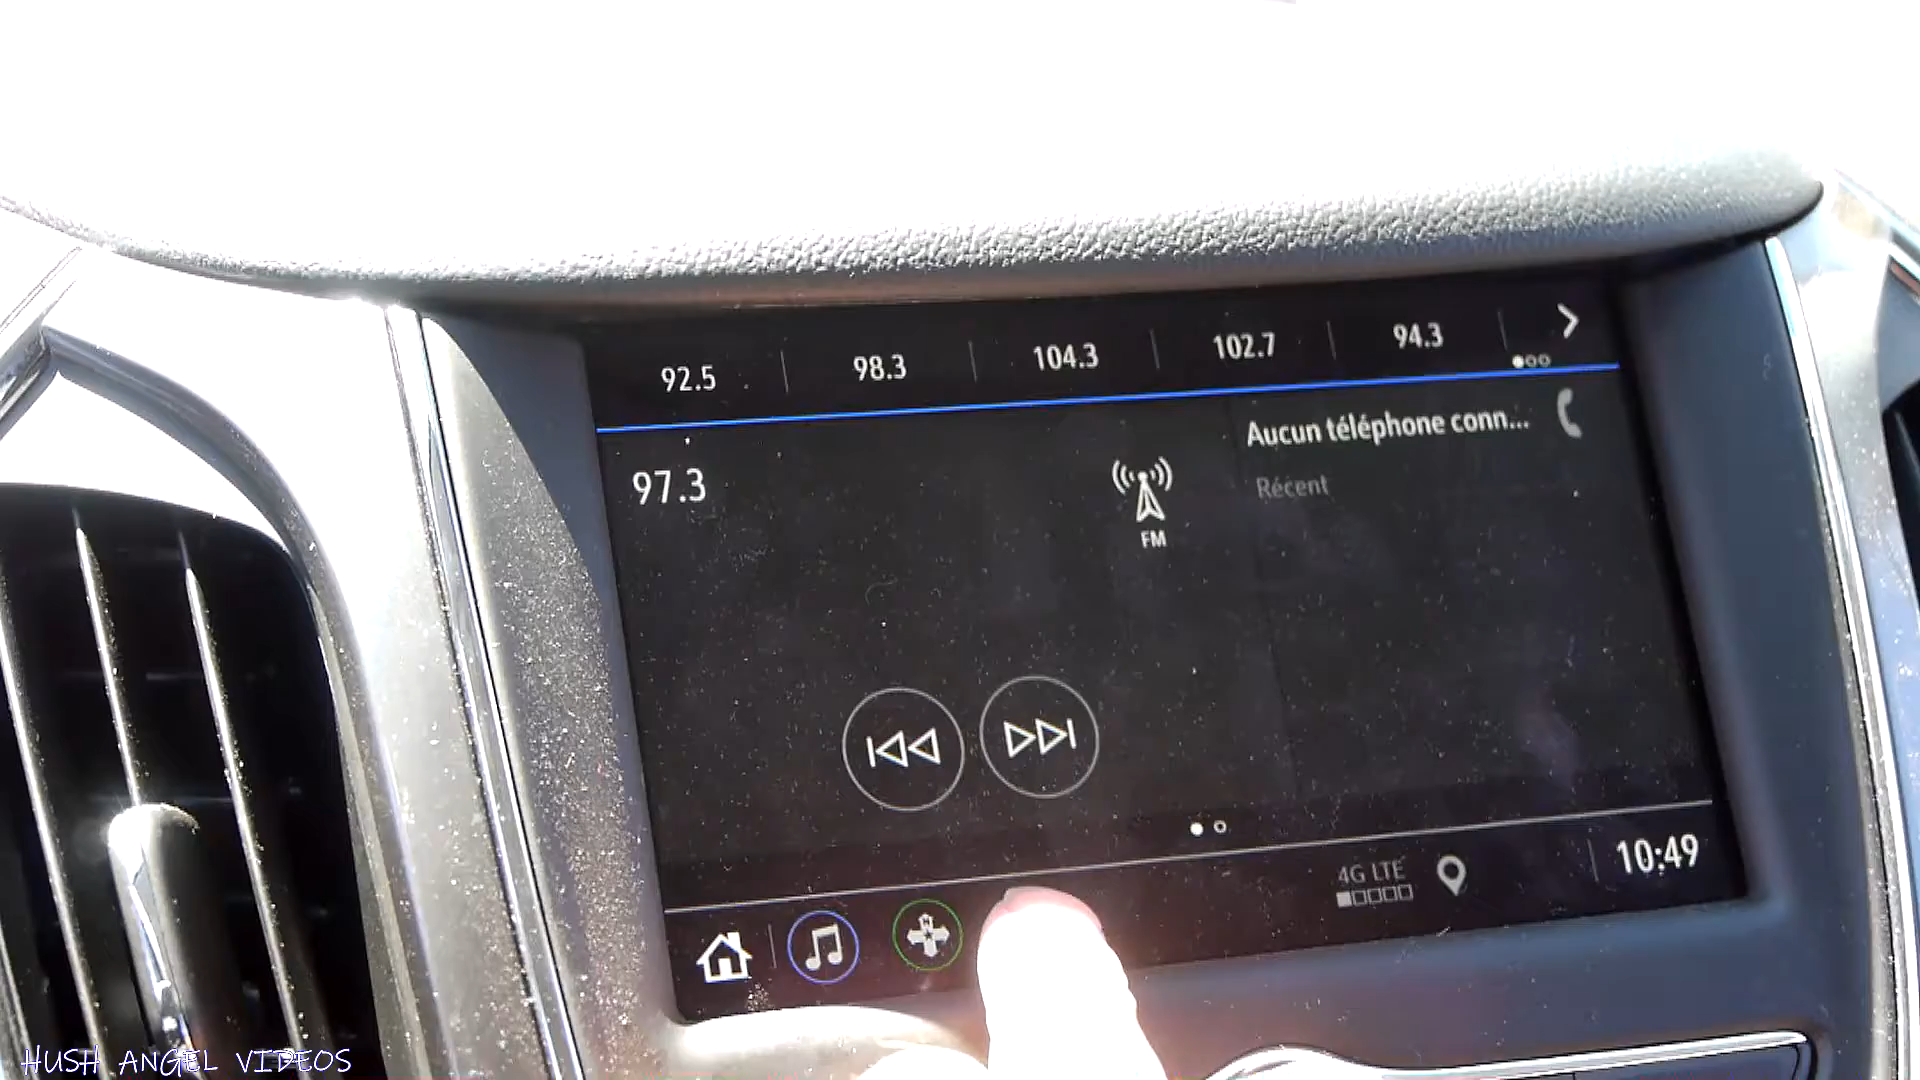 92.5 98.3 104.3 102.7 94.3
97.3
FM
Aucun téléphone conn...
Récent
4G LTE
10:49
HUSH ANGEL VIDEOS